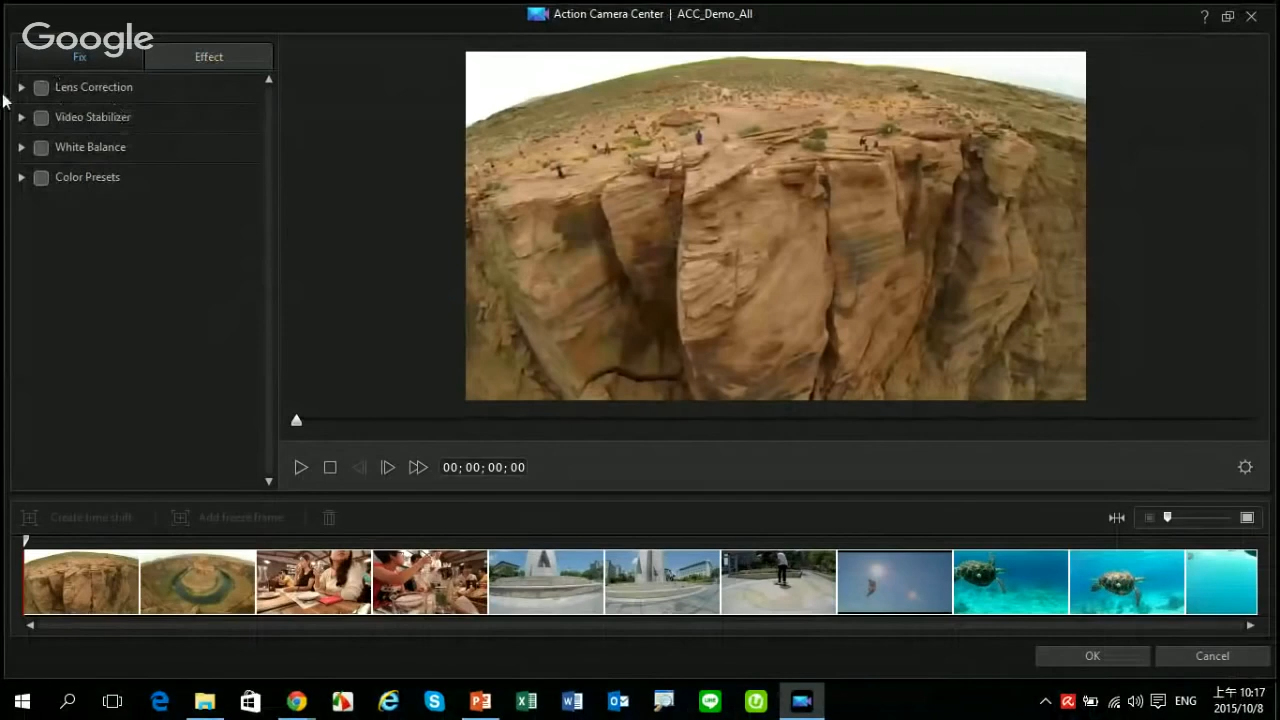 Action Camera Center | ACC_Demo_All
Google
Fix
Effect
Lens Correction
Video Stabilizer
White Balance
Color Presets
00;00;00;00
Create time shift
Add freeze frame
OK
Cancel
ENG
上午 10:17
2015/10/8